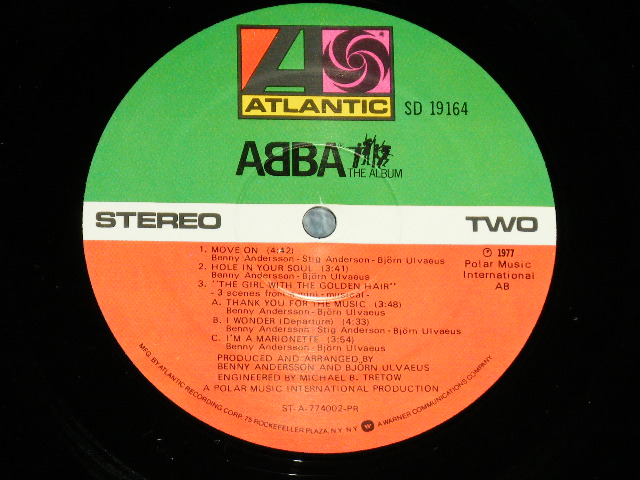 ATLANTIC
SD 19164
ABBA
THE ALBUM
STEREO
TWO
℗ 1977
Polar Music
International
AB
1. MOVE ON (4:42)
Benny Andersson - Stig Anderson - Björn Ulvaeus
2. HOLE IN YOUR SOUL (3:41)
Benny Andersson - Björn Ulvaeus
3. "THE GIRL WITH THE GOLDEN HAIR"
- 3 scenes from a mini - musical -
A. THANK YOU FOR THE MUSIC (3:48)
Benny Andersson - Björn Ulvaeus
B. I WONDER (Departure) (4:33)
Benny Andersson - Stig Anderson - Björn Ulvaeus
C. I'M A MARIONETTE (3:54)
Benny Andersson - Björn Ulvaeus
PRODUCED AND ARRANGED BY
BENNY ANDERSSON AND BJÖRN ULVAEUS
ENGINEERED BY MICHAEL B. TRETOW
A POLAR MUSIC INTERNATIONAL PRODUCTION
ST-A-774002-PR
MFG. BY ATLANTIC RECORDING CORP., 75 ROCKEFELLER PLAZA, N.Y., N.Y. A WARNER COMMUNICATIONS COMPANY